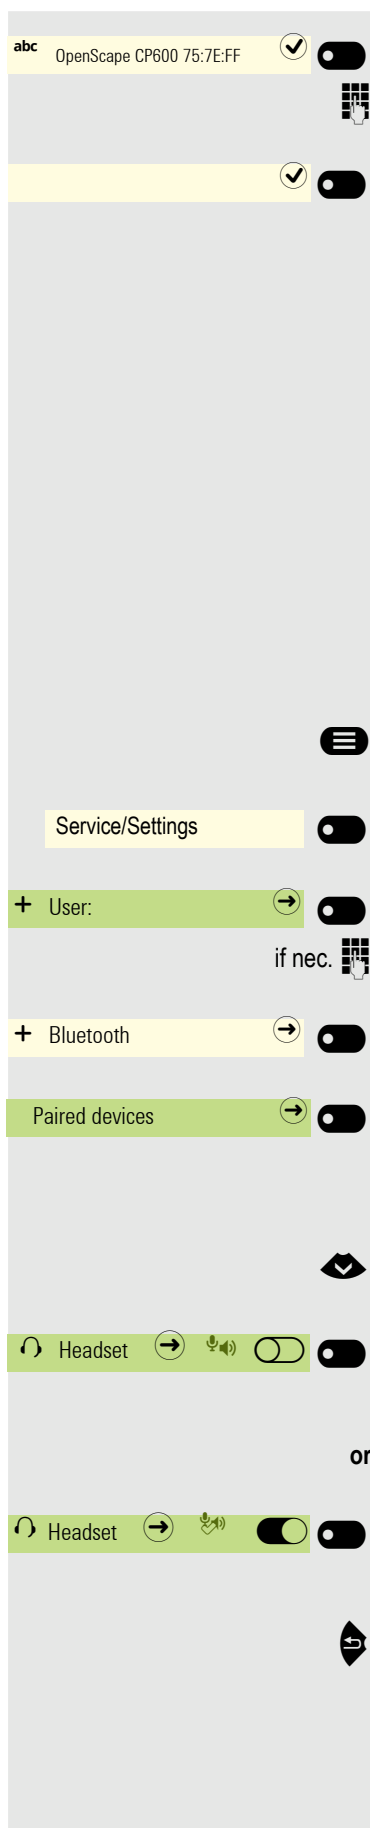 abc OpenScape CP600 75:7E:FF
Service/Settings
User:
if nec.
Bluetooth
Paired devices
Headset
or
Headset